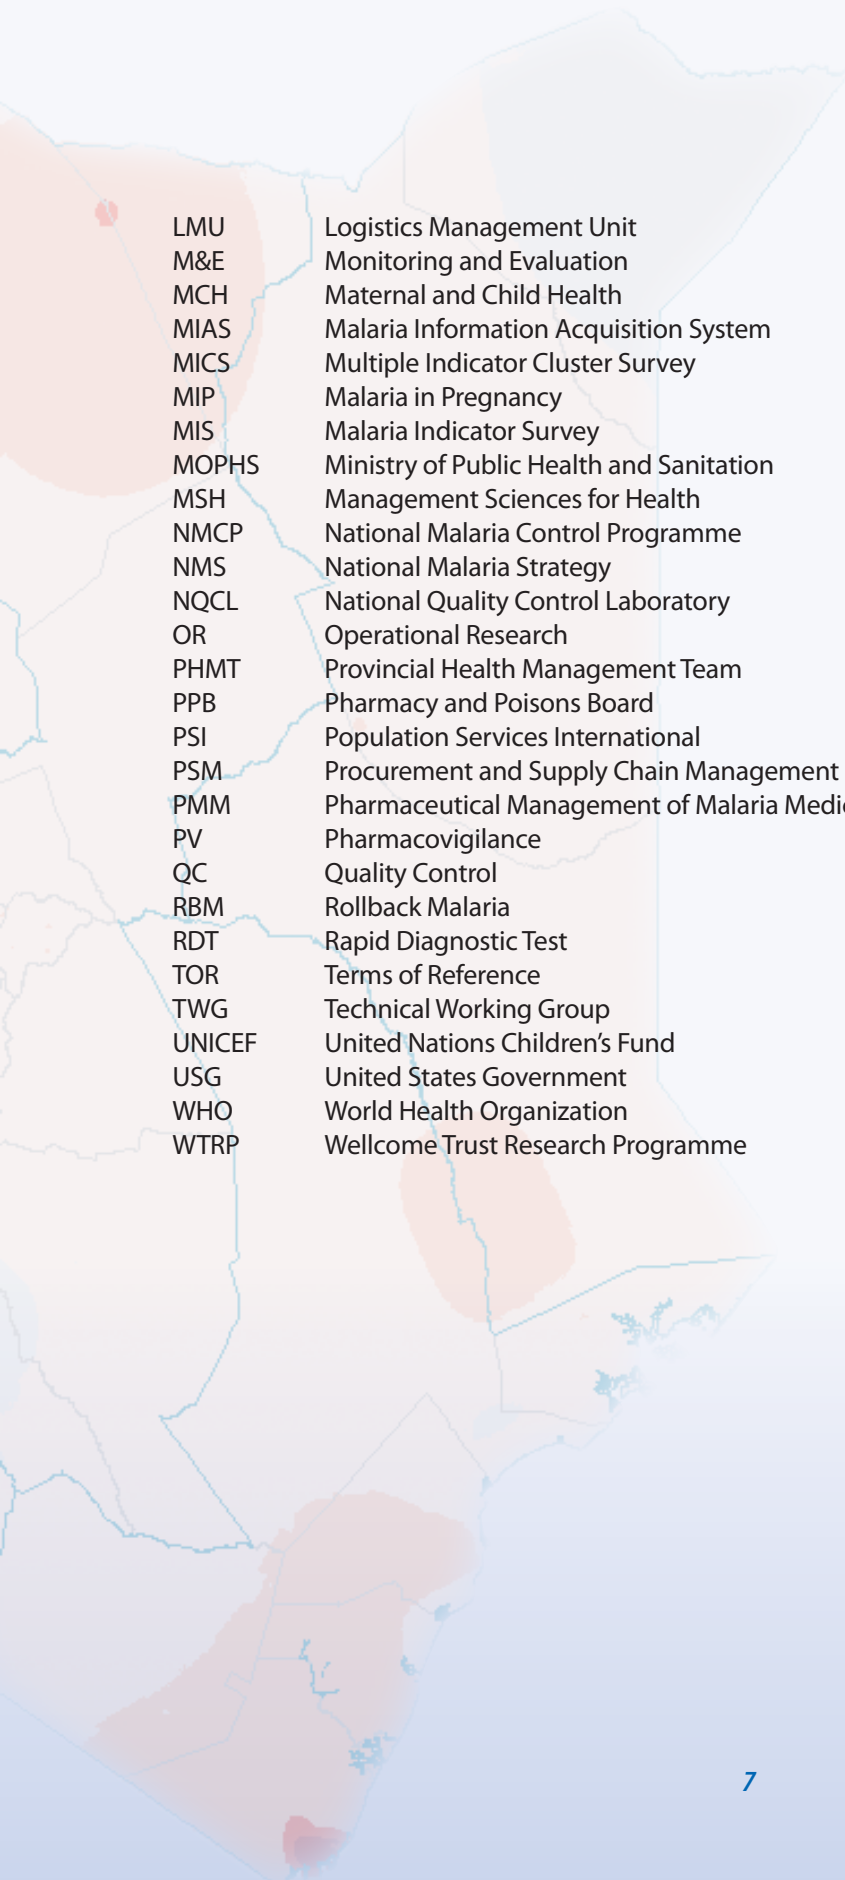 LMU Logistics Management Unit
M&E Monitoring and Evaluation
MCH Maternal and Child Health
MIAS Malaria Information Acquisition System
MICS Multiple Indicator Cluster Survey
MIP Malaria in Pregnancy
MIS Malaria Indicator Survey
MOPHS Ministry of Public Health and Sanitation
MSH Management Sciences for Health
NMCP National Malaria Control Programme
NMS National Malaria Strategy
NQCL National Quality Control Laboratory
OR Operational Research
PHMT Provincial Health Management Team
PPB Pharmacy and Poisons Board
PSI Population Services International
PSM Procurement and Supply Chain Management
PMM Pharmaceutical Management of Malaria
PV Pharmacovigilance
QC Quality Control
RBM Rollback Malaria
RDT Rapid Diagnostic Test
TOR Terms of Reference
TWG Technical Working Group
UNICEF United Nations Children’s Fund
USG United States Government
WHO World Health Organization
WTRP Wellcome Trust Research Programme
7